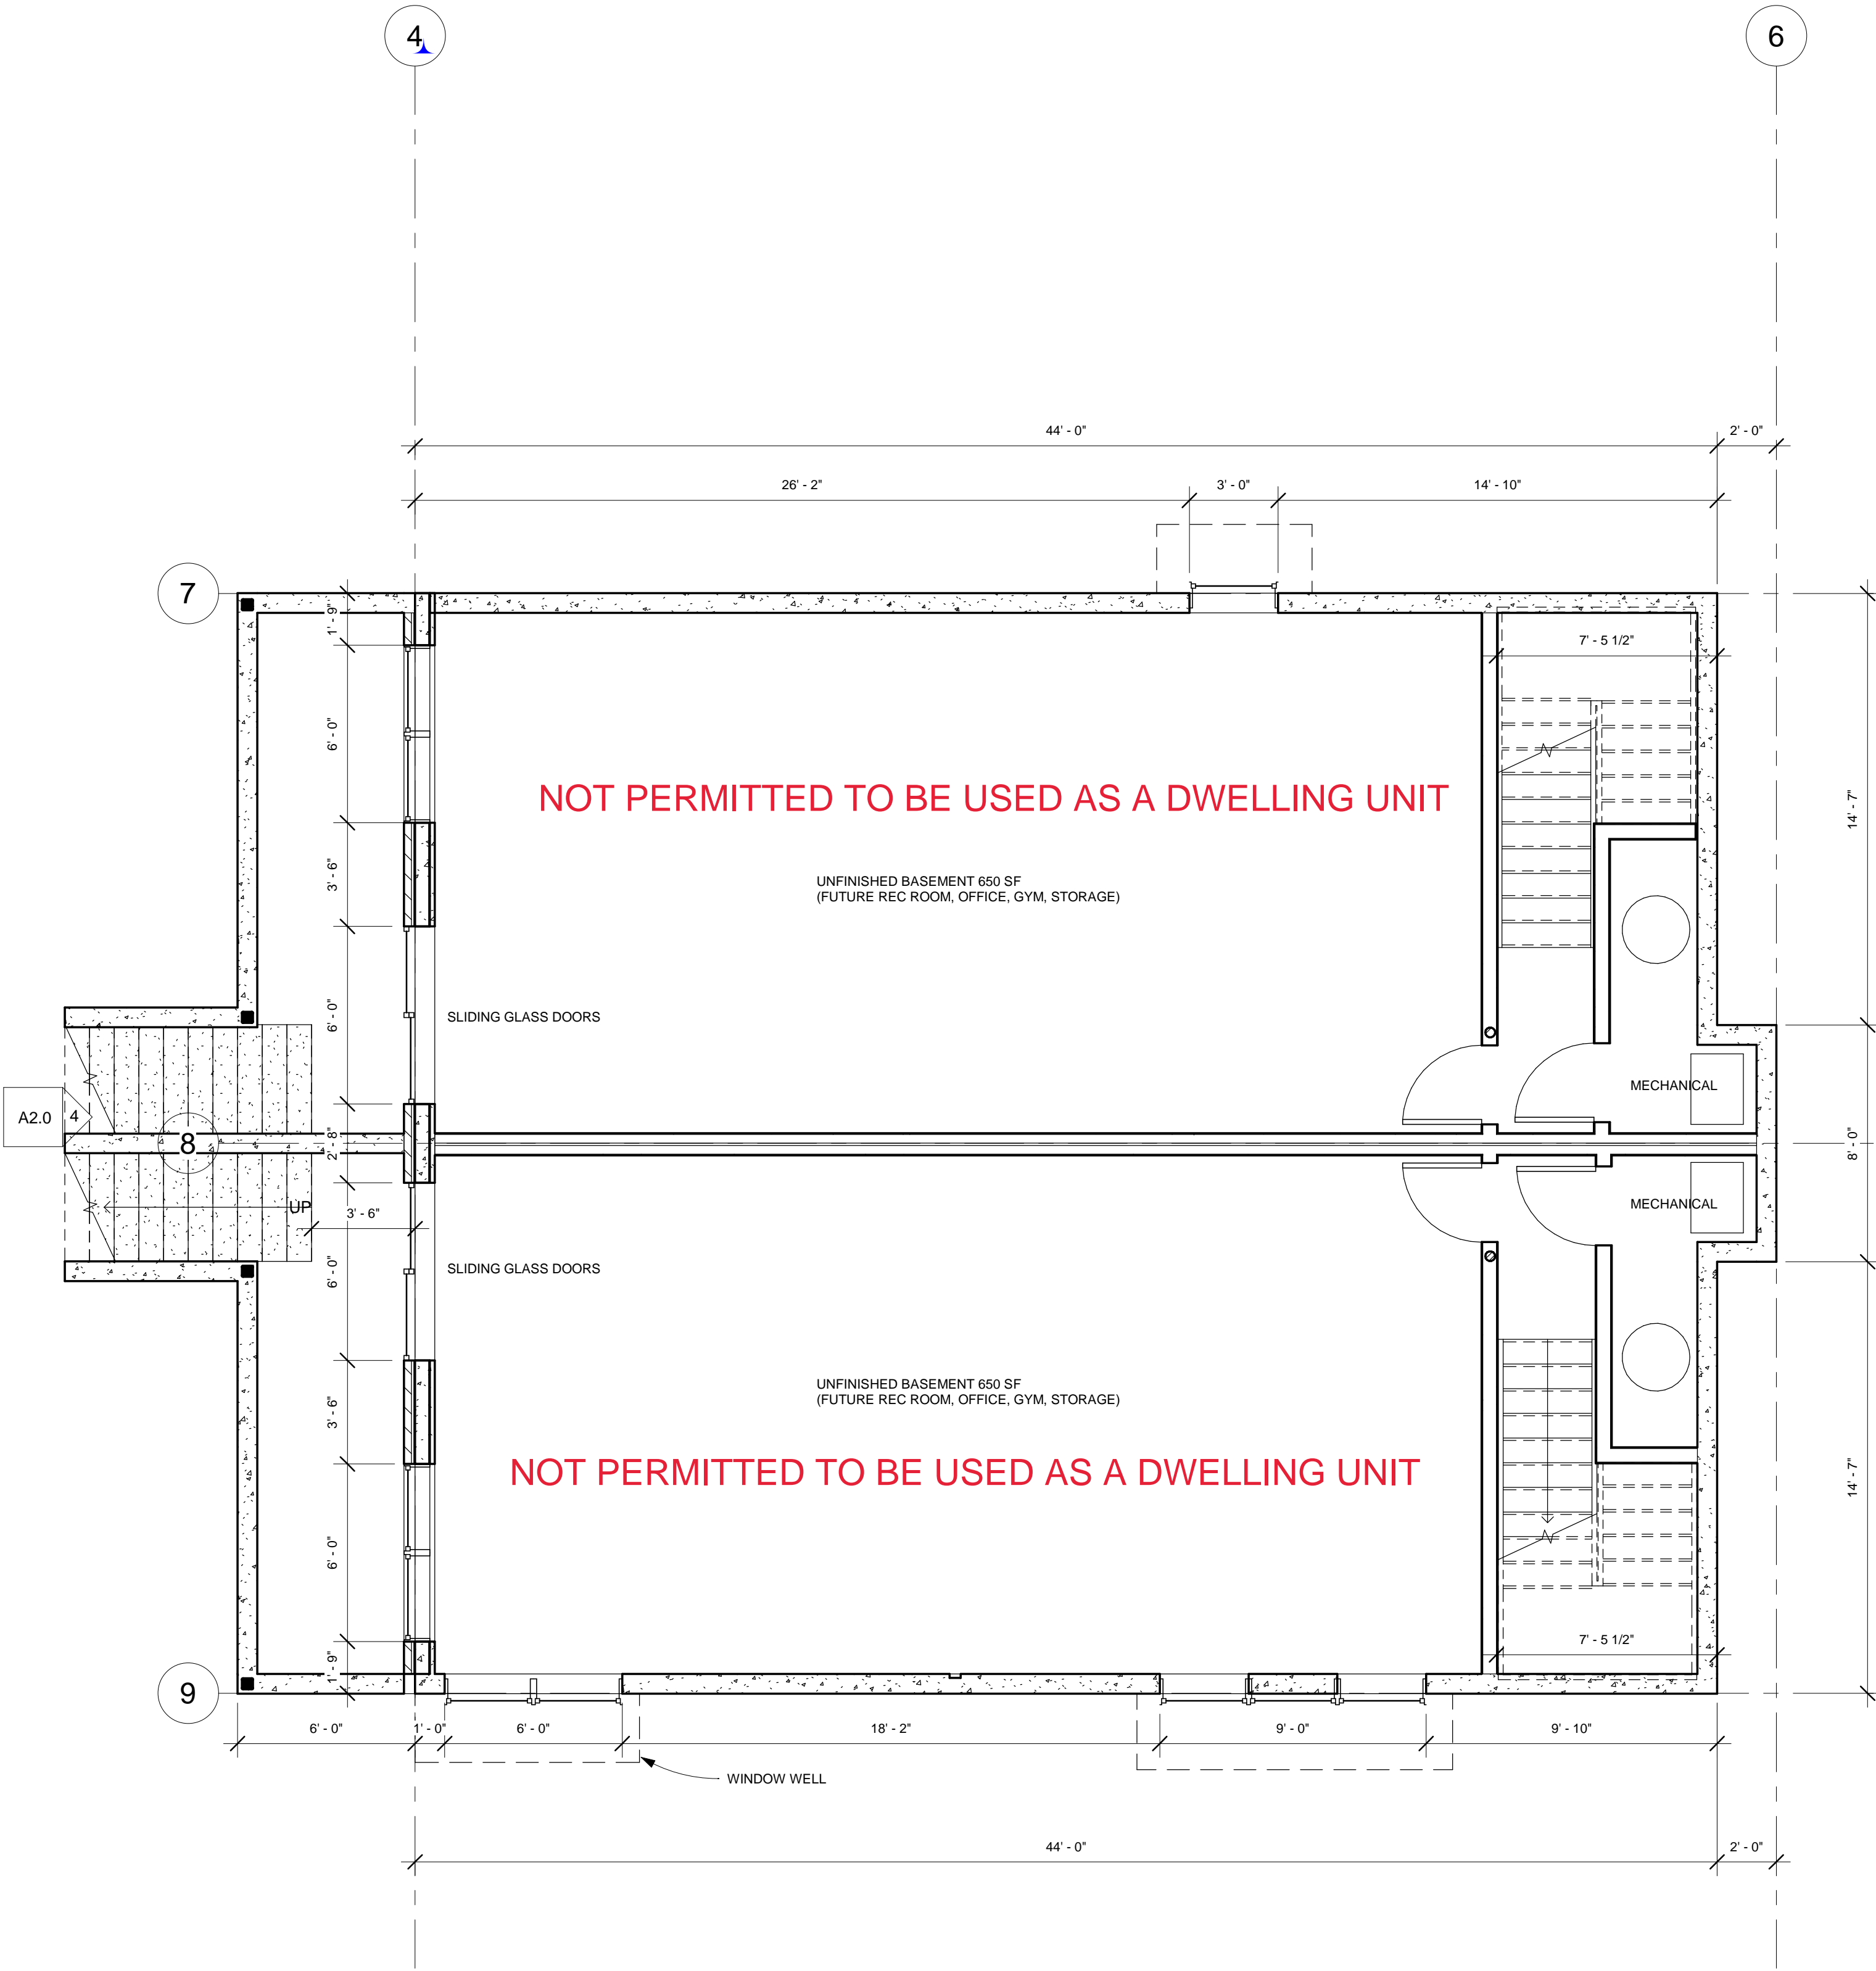 4
6
44' - 0"
2' - 0"
26' - 2"
3' - 0"
14' - 10"
7
1' - 9"
7' - 5 1/2"
6' - 0"
NOT PERMITTED TO BE USED AS A DWELLING UNIT
14' - 7"
3' - 6"
UNFINISHED BASEMENT 650 SF
(FUTURE REC ROOM, OFFICE, GYM, STORAGE)
6' - 0"
SLIDING GLASS DOORS
MECHANICAL
A2.0
4
8
2' - 8"
8' - 0"
UP
3' - 6"
MECHANICAL
6' - 0"
SLIDING GLASS DOORS
UNFINISHED BASEMENT 650 SF
(FUTURE REC ROOM, OFFICE, GYM, STORAGE)
3' - 6"
NOT PERMITTED TO BE USED AS A DWELLING UNIT
14' - 7"
6' - 0"
7' - 5 1/2"
1' - 9"
9
6' - 0"
1' - 0"
6' - 0"
18' - 2"
9' - 0"
9' - 10"
WINDOW WELL
44' - 0"
2' - 0"